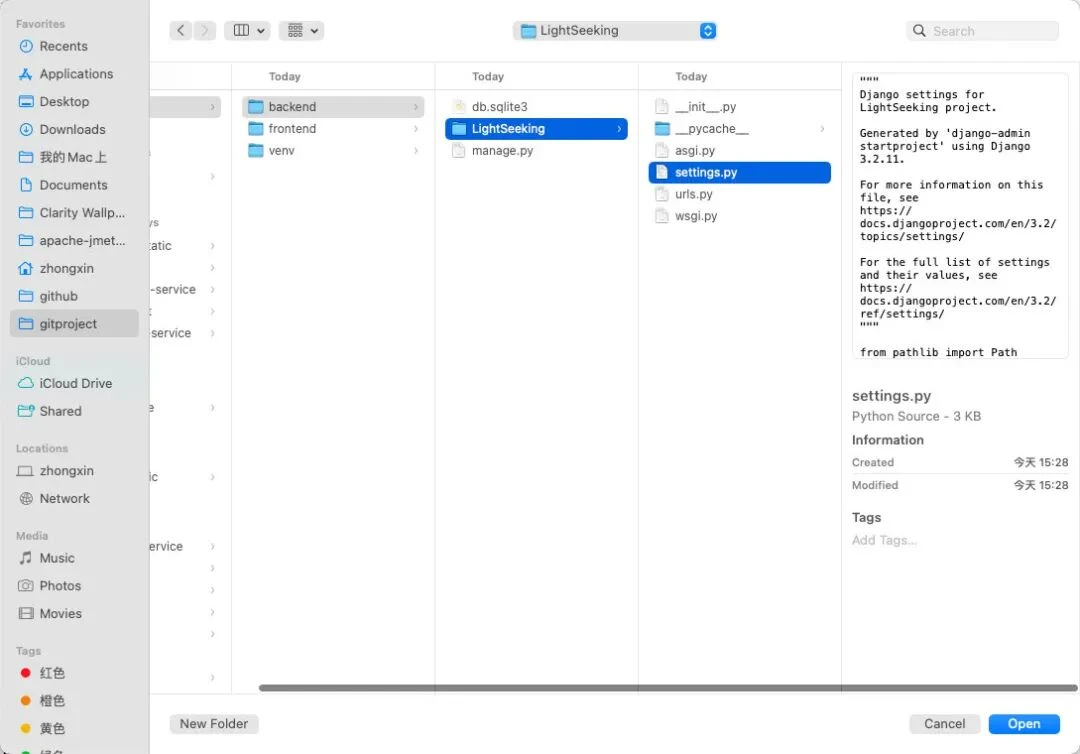 Favorites
Recents
Applications
Desktop
Downloads
我的 Mac 上
Documents
Clarity Wallp...
apache-jmet...
zhongxin
github
gitproject
iCloud
iCloud Drive
Shared
Locations
zhongxin
Network
Media
Music
Photos
Movies
Tags
红色
橙色
黄色
LightSeeking
Search
ys
atic
-service
service
e
ic
ervice
Today
backend
frontend
venv
Today
db.sqlite3
LightSeeking
manage.py
Today
__init__.py
__pycache__
asgi.py
settings.py
urls.py
wsgi.py
"""
Django settings for
LightSeeking project.
Generated by 'django-admin
startproject' using Django
3.2.11.
For more information on this
file, see
https://
docs.djangoproject.com/en/3.2/
topics/settings/
For the full list of settings
and their values, see
https://
docs.djangoproject.com/en/3.2/
ref/settings/
"""
from pathlib import Path
settings.py
Python Source - 3 KB
Information
Created 今天 15:28
Modified 今天 15:28
Tags
Add Tags...
New Folder
Cancel
Open